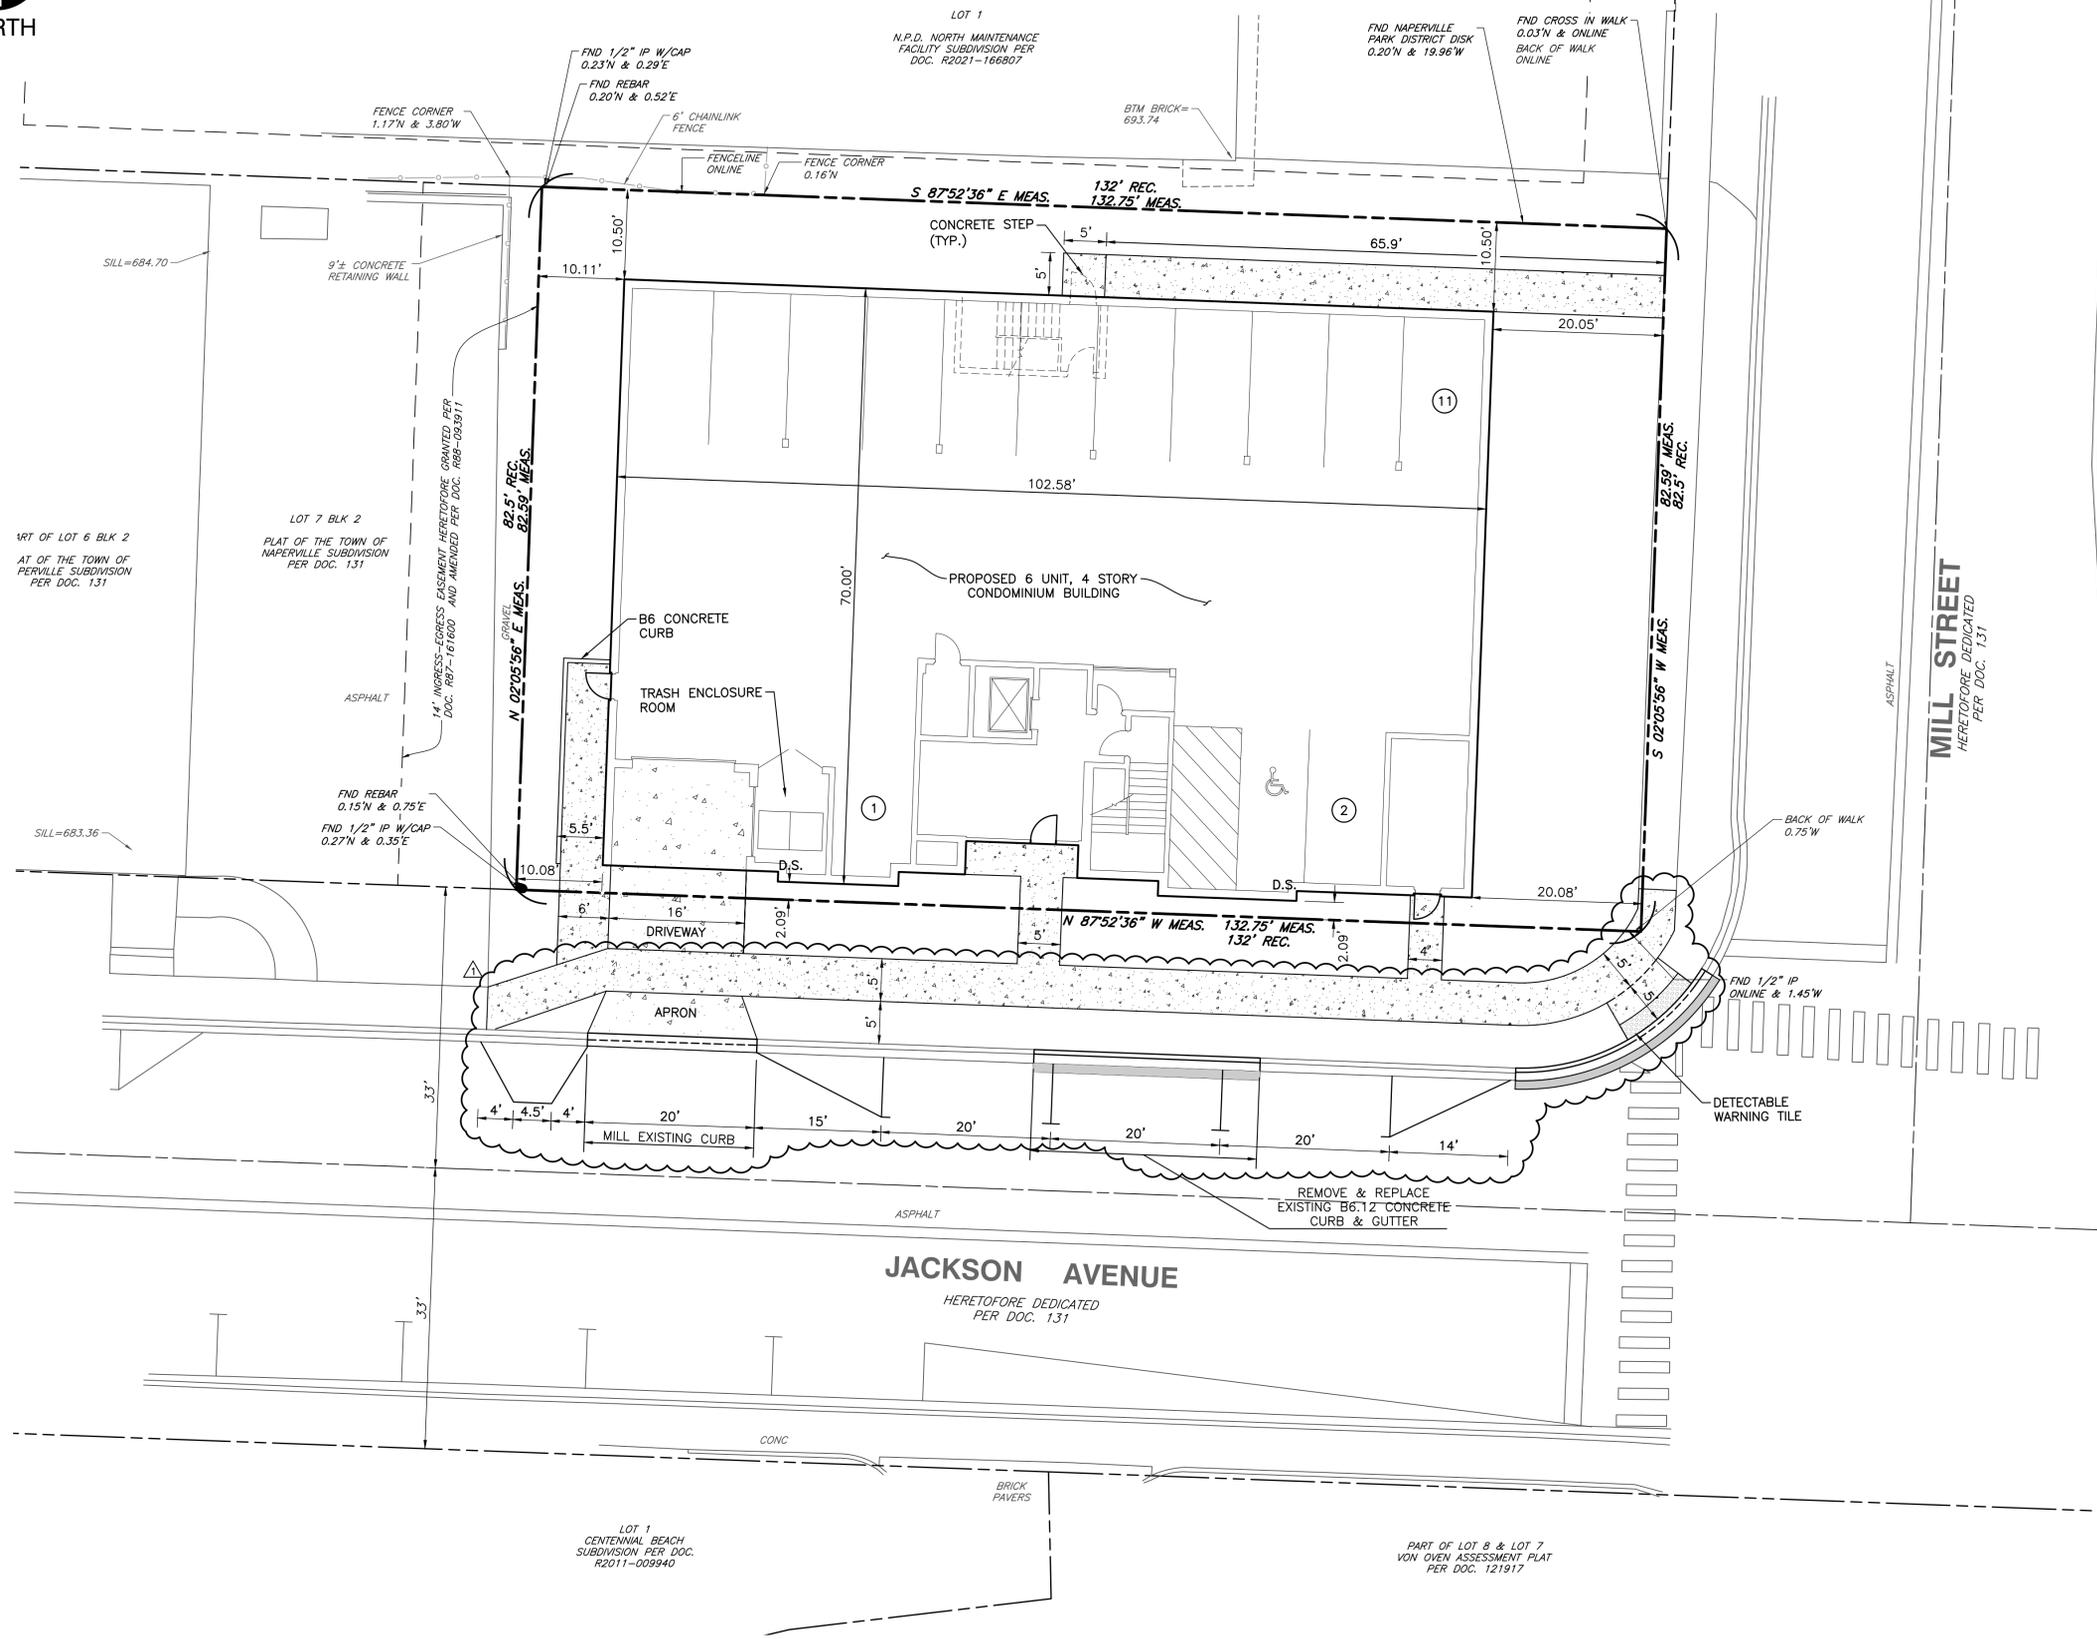 RTH
LOT 1
N.P.D. NORTH MAINTENANCE
FACILITY SUBDIVISION PER
DOC. R2021-166807
FND NAPERVILLE
PARK DISTRICT DISK
0.20'N & 19.96'W
FND CROSS IN WALK
0.03'N & ONLINE
BACK OF WALK
ONLINE
FND 1/2" IP W/CAP
0.23'N & 0.29'E
FND REBAR
0.20'N & 0.52'E
FENCE CORNER
1.17'N & 3.80'W
6' CHAINLINK
FENCE
BTM BRICK=
693.74
FENCELINE
ONLINE
FENCE CORNER
0.16'N
S 87°52'36" E MEAS.
132' REC.
132.75' MEAS.
CONCRETE STEP
(TYP.)
5'
65.9'
10.50'
10.50'
5'
10.11'
20.05'
SILL=684.70
9'± CONCRETE
RETAINING WALL
11
102.58'
70.00'
82.5' REC.
82.59' MEAS.
N 02°05'56" E MEAS.
14' INGRESS-EGRESS EASEMENT HERETOFORE GRANTED PER
DOC. R87-161600 AND AMENDED PER DOC. R88-093911
GRAVEL
82.59' MEAS.
82.5' REC.
S 02°05'56" W MEAS.
LOT 7 BLK 2
PLAT OF THE TOWN OF
NAPERVILLE SUBDIVISION
PER DOC. 131
ART OF LOT 6 BLK 2
AT OF THE TOWN OF
PERVILLE SUBDIVISION
PER DOC. 131
PROPOSED 6 UNIT, 4 STORY
CONDOMINIUM BUILDING
B6 CONCRETE
CURB
TRASH ENCLOSURE
ROOM
ASPHALT
ASPHALT
MILL STREET
HERETOFORE DEDICATED
PER DOC. 131
FND REBAR
0.15'N & 0.75'E
FND 1/2" IP W/CAP
0.27'N & 0.35'E
SILL=683.36
1
2
BACK OF WALK
0.75'W
5.5'
10.08'
D.S.
D.S.
20.08'
6'
16'
DRIVEWAY
2.09'
5'
N 87°52'36" W MEAS.
132.75' MEAS.
132' REC.
2.09'
4'
1
5'
5'
APRON
5'
5'
FND 1/2" IP
ONLINE & 1.45'W
DETECTABLE
WARNING TILE
33'
4'
4.5'
4'
20'
15'
20'
20'
20'
14'
MILL EXISTING CURB
REMOVE & REPLACE
EXISTING B6.12 CONCRETE
CURB & GUTTER
ASPHALT
JACKSON AVENUE
HERETOFORE DEDICATED
PER DOC. 131
33'
CONC
BRICK
PAVERS
LOT 1
CENTENNIAL BEACH
SUBDIVISION PER DOC.
R2011-009940
PART OF LOT 8 & LOT 7
VON OVEN ASSESSMENT PLAT
PER DOC. 121917